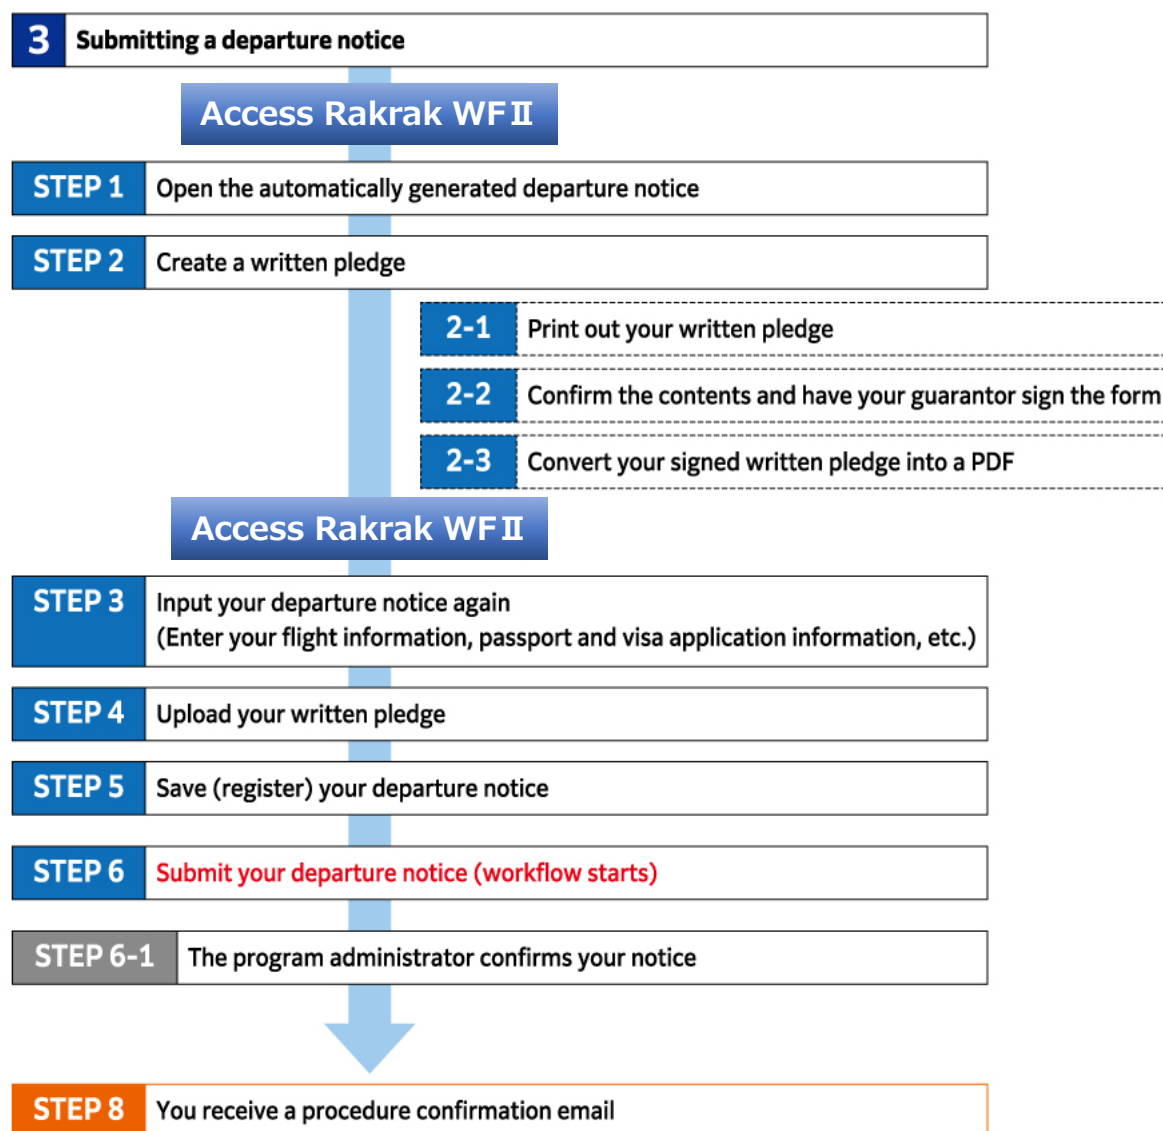 3 Submitting a departure notice
Access Rakrak WFⅡ
STEP 1 Open the automatically generated departure notice
STEP 2 Create a written pledge
2-1 Print out your written pledge
2-2 Confirm the contents and have your guarantor sign the form
2-3 Convert your signed written pledge into a PDF
Access Rakrak WFⅡ
STEP 3 Input your departure notice again
(Enter your flight information, passport and visa application information, etc.)
STEP 4 Upload your written pledge
STEP 5 Save (register) your departure notice
STEP 6 Submit your departure notice (workflow starts)
STEP 6-1 The program administrator confirms your notice
STEP 8 You receive a procedure confirmation email